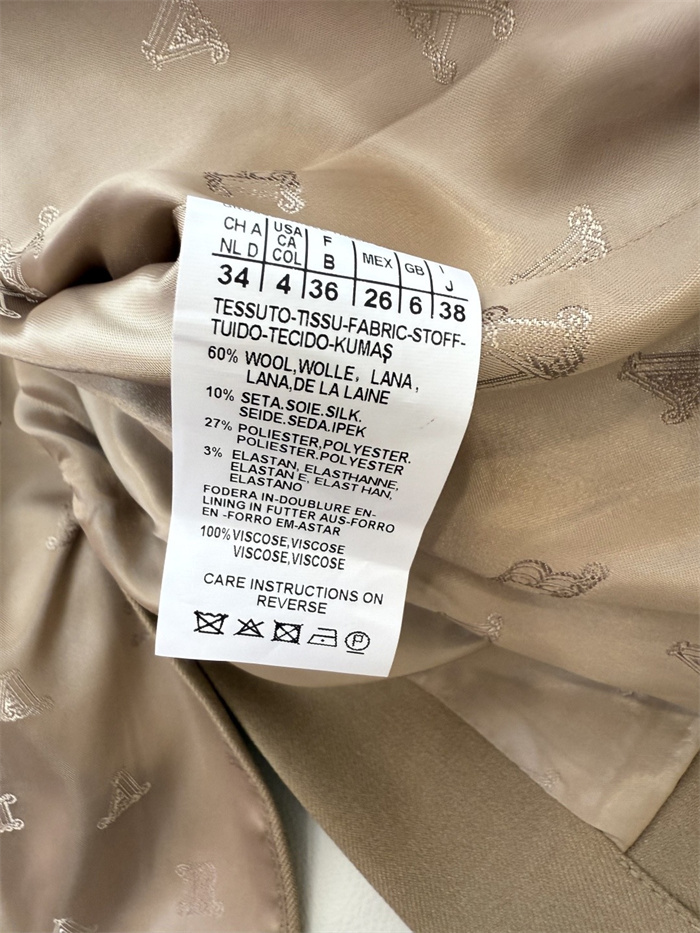 CH A USA F MEX GB I
NL D CA B J
COL
34 4 36 26 6 38
TESSUTO-TISSU-FABRIC-STOFF-
TUIDO-TECIDO-KUMAŞ
60% WOOL,WOLLE, LANA,
LANA,DE LA LAINE
10% SETA.SOIE.SILK.
SEIDE.SEDA.IPEK
27% POLIESTER,POLYESTER.
POLIESTER.POLYESTER
3% ELASTAN, ELASTHANNE,
ELASTAN E, ELAST HAN,
ELASTANO
FODERA IN-DOUBLURE EN-
LINING IN FUTTER AUS-FORRO
EN -FORRO EM-ASTAR
100%VISCOSE,VISCOSE
VISCOSE,VISCOSE
CARE INSTRUCTIONS ON
REVERSE
P